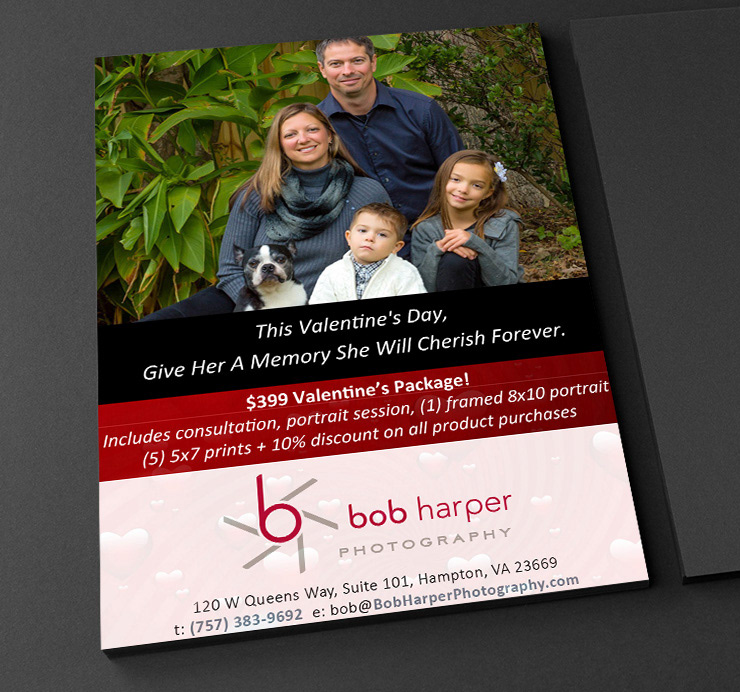 This Valentine's Day,
Give Her A Memory She Will Cherish Forever.
$399 Valentine's Package!
Includes consultation, portrait session, (1) framed 8x10 portrait
(5) 5x7 prints + 10% discount on all product purchases
b
bob harper
PHOTOGRAPHY
120 W Queens Way, Suite 101, Hampton, VA 23669
t: (757) 383-9692 e: bob@BobHarperPhotography.com